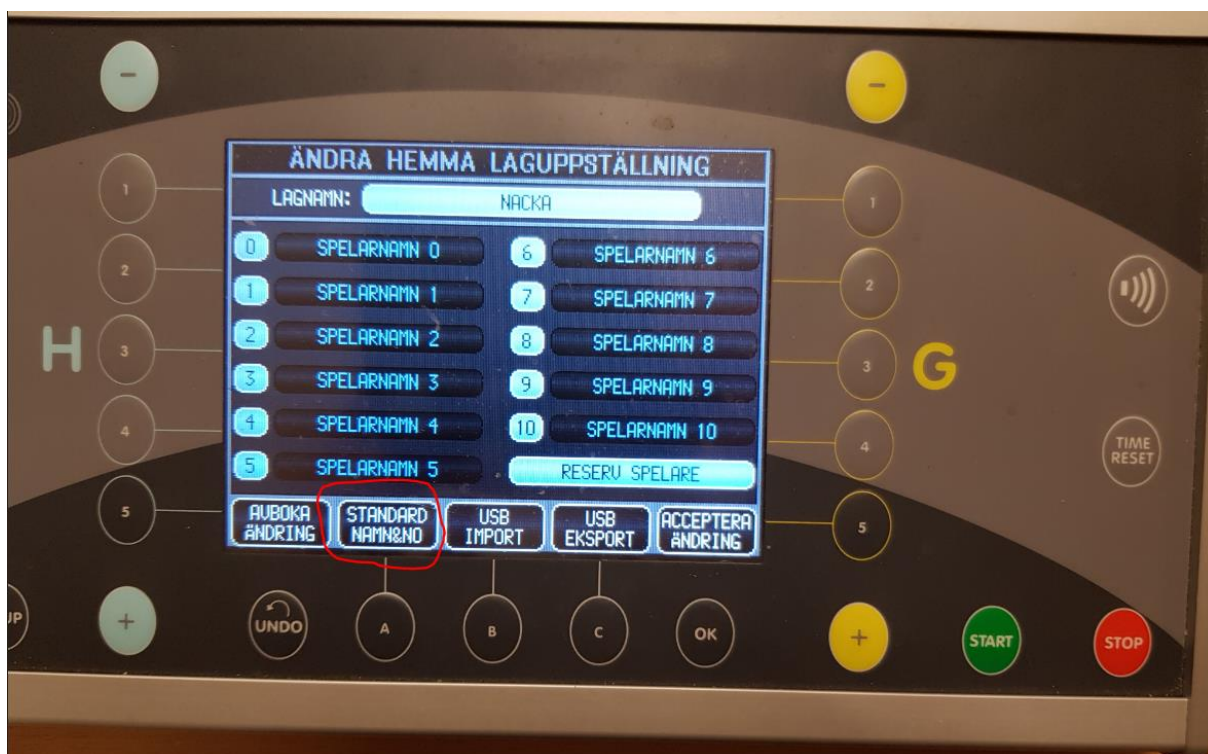 -
-
ÄNDRA HEMMA LAGUPPSTÄLLNING
LAGNAMN: NACKA
0 SPELARNAMN 0
1 SPELARNAMN 1
2 SPELARNAMN 2
3 SPELARNAMN 3
4 SPELARNAMN 4
5 SPELARNAMN 5
6 SPELARNAMN 6
7 SPELARNAMN 7
8 SPELARNAMN 8
9 SPELARNAMN 9
10 SPELARNAMN 10
RESERV SPELARE
AVBOKA ÄNDRING
STANDARD NAMN&NO
USB IMPORT
USB EKSPORT
ACCEPTERA ÄNDRING
H
1
2
3
4
5
G
1
2
3
4
5
TIME
RESET
UP
+
UNDO
A
B
C
OK
+
START
STOP